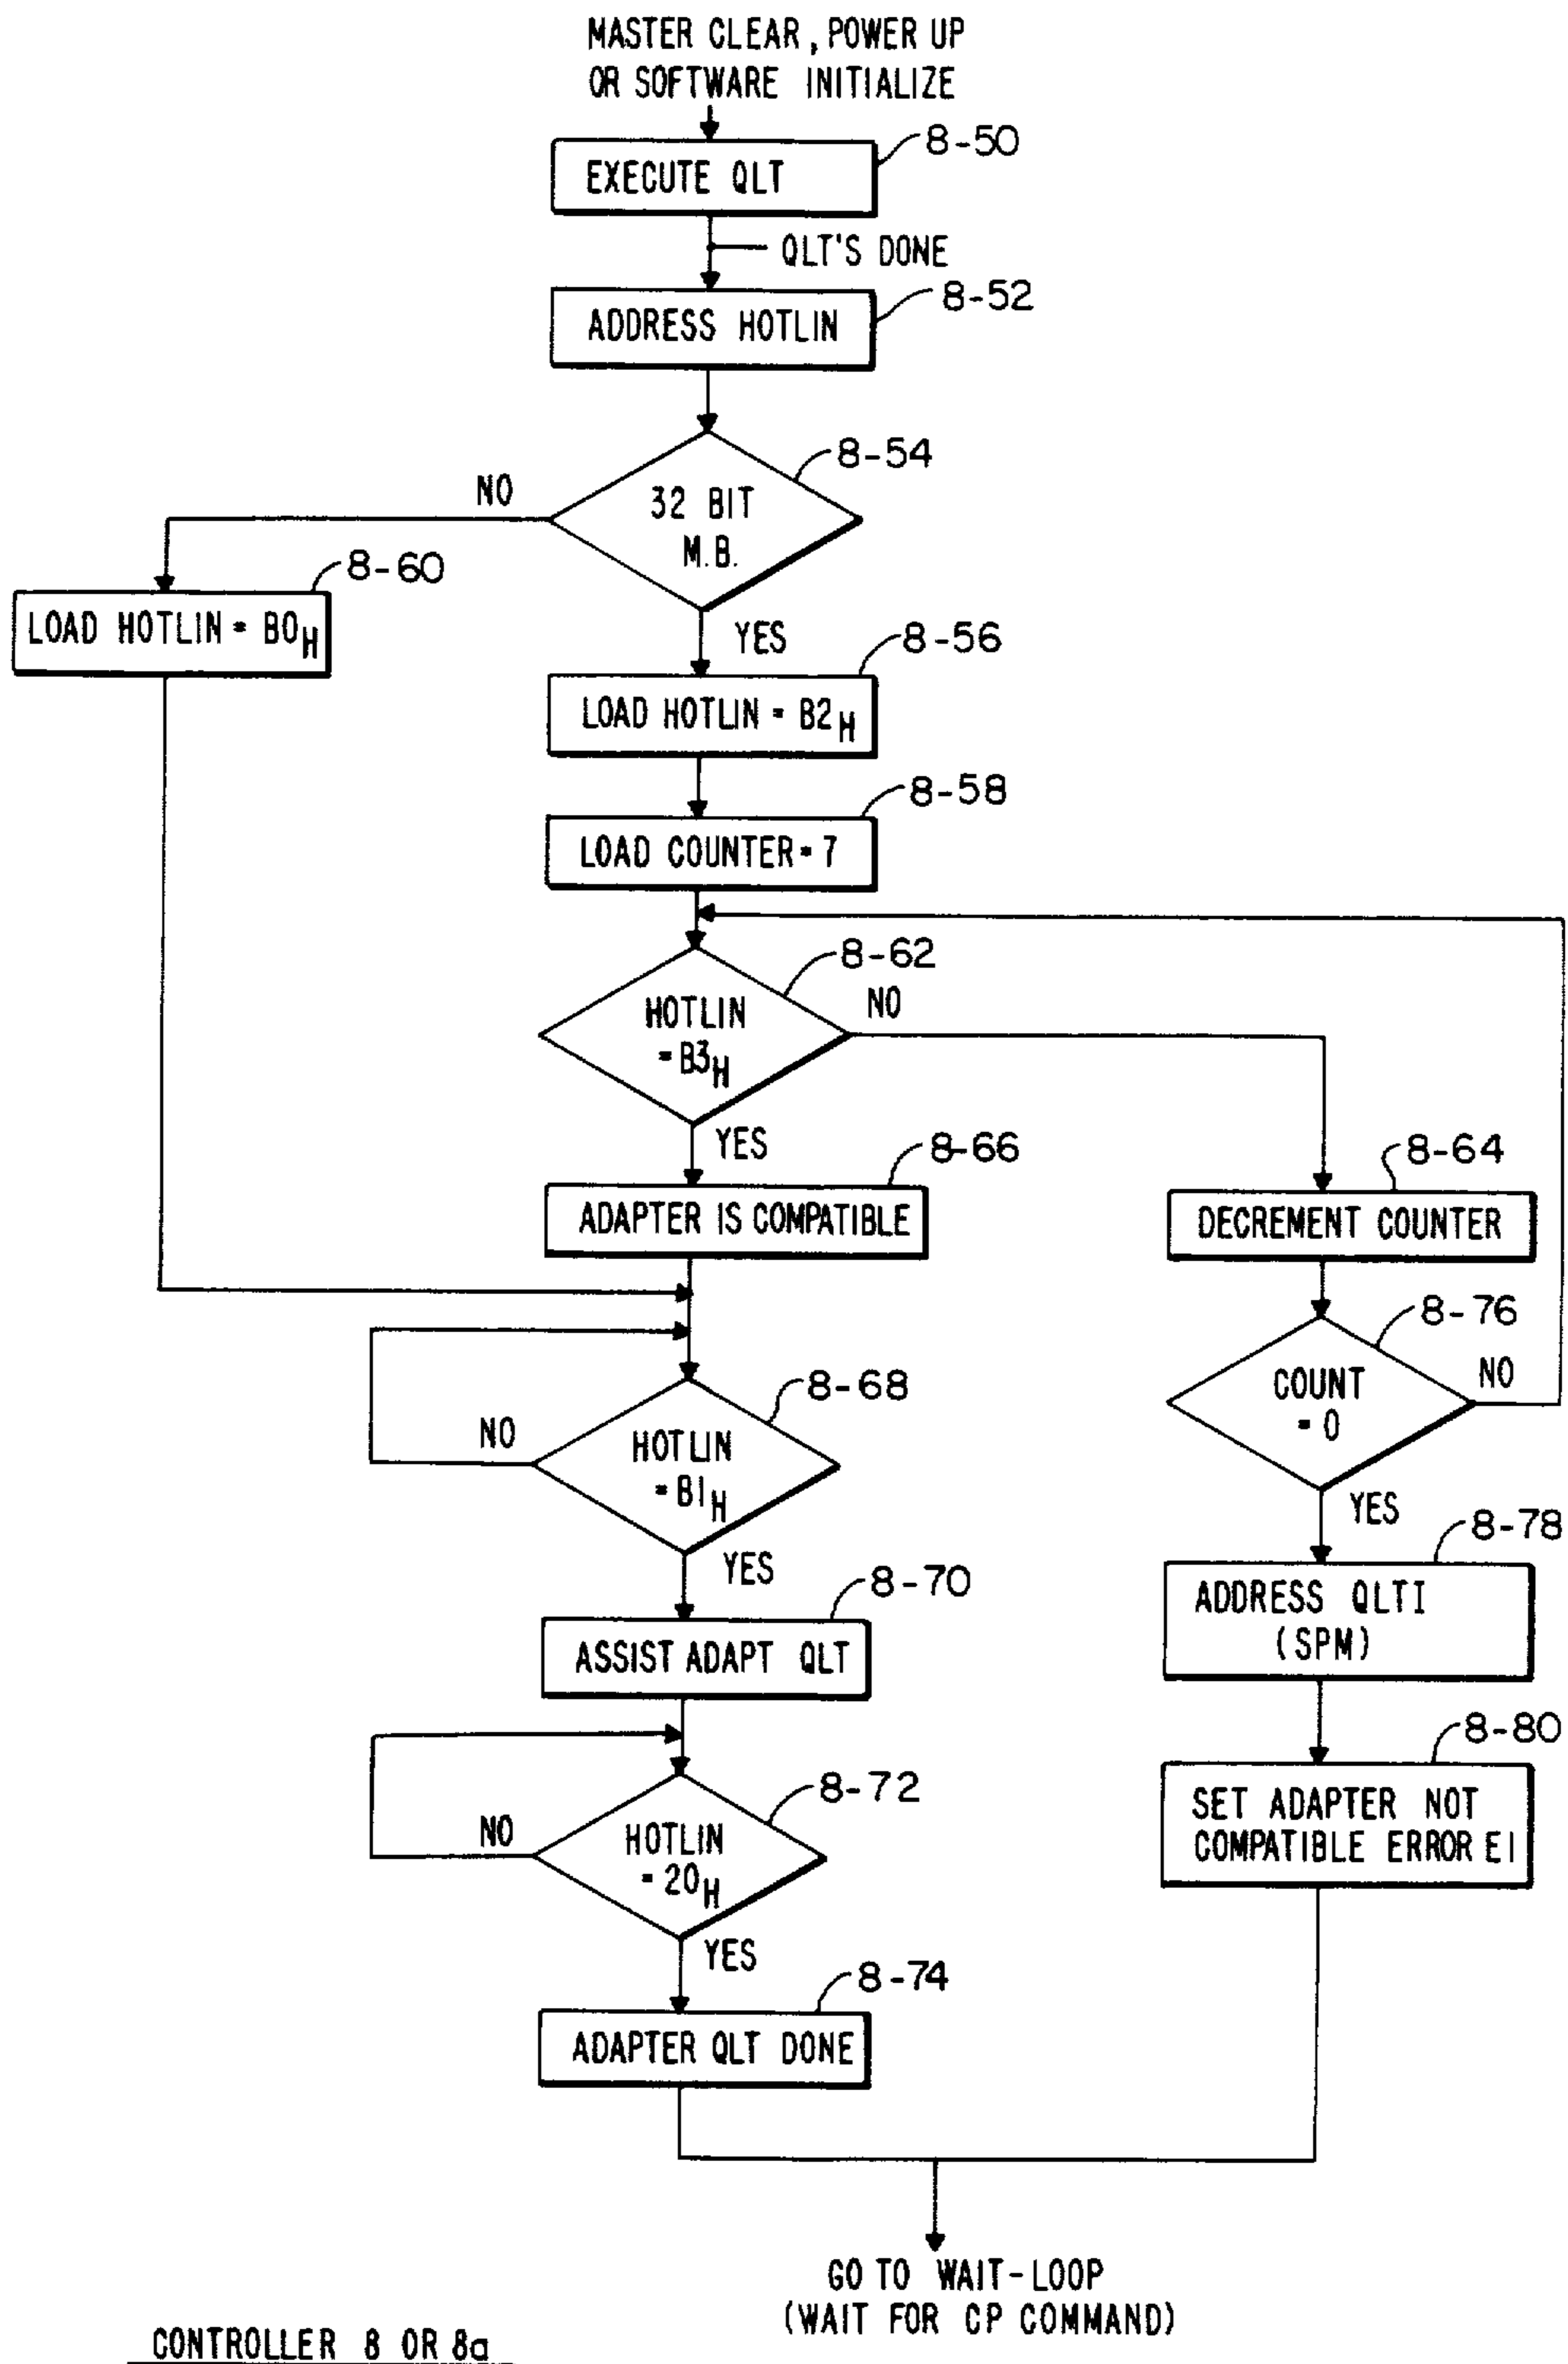 MASTER CLEAR, POWER UP
OR SOFTWARE INITIALIZE
8-50
EXECUTE QLT
QLT'S DONE
8-52
ADDRESS HOTLIN
8-54
32 BIT
M.B.
NO
8-60
LOAD HOTLIN = B0H
YES
8-56
LOAD HOTLIN = B2H
8-58
LOAD COUNTER = 7
8-62
HOTLIN
= B3H
NO
YES
8-66
ADAPTER IS COMPATIBLE
8-64
DECREMENT COUNTER
8-76
COUNT
= 0
NO
YES
8-68
HOTLIN
= B1H
NO
YES
8-70
ASSIST ADAPT QLT
8-78
ADDRESS QLTI
(SPM)
8-72
HOTLIN
= 20H
NO
YES
8-80
SET ADAPTER NOT
COMPATIBLE ERROR E1
8-74
ADAPTER QLT DONE
GO TO WAIT-LOOP
(WAIT FOR CP COMMAND)
CONTROLLER 8 OR 8a